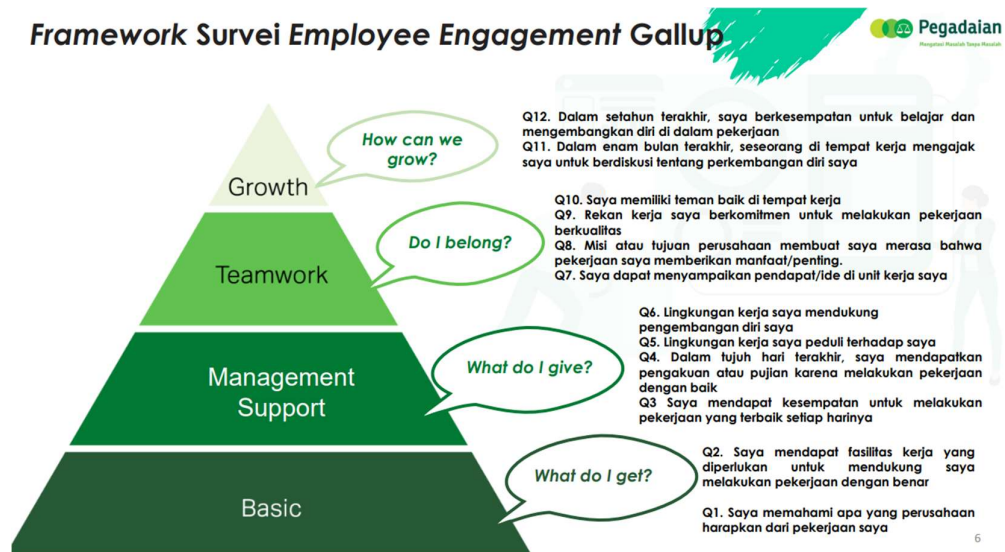 Framework Survei Employee Engagement Gallup
Pegadaian
Mengatasi Masalah Tanpa Masalah
How can we
grow?
Growth
Q12. Dalam setahun terakhir, saya berkesempatan untuk belajar dan
mengembangkan diri di dalam pekerjaan
Q11. Dalam enam bulan terakhir, seseorang di tempat kerja mengajak
saya untuk berdiskusi tentang perkembangan diri saya
Do I belong?
Teamwork
Q10. Saya memiliki teman baik di tempat kerja
Q9. Rekan kerja saya berkomitmen untuk melakukan pekerjaan
berkualitas
Q8. Misi atau tujuan perusahaan membuat saya merasa bahwa
pekerjaan saya memberikan manfaat/penting.
Q7. Saya dapat menyampaikan pendapat/ide di unit kerja saya
What do I give?
Management
Support
Q6. Lingkungan kerja saya mendukung
pengembangan diri saya
Q5. Lingkungan kerja saya peduli terhadap saya
Q4. Dalam tujuh hari terakhir, saya mendapatkan
pengakuan atau pujian karena melakukan pekerjaan
dengan baik
Q3 Saya mendapat kesempatan untuk melakukan
pekerjaan yang terbaik setiap harinya
What do I get?
Basic
Q2. Saya mendapat fasilitas kerja yang
diperlukan untuk mendukung saya
melakukan pekerjaan dengan benar
Q1. Saya memahami apa yang perusahaan
harapkan dari pekerjaan saya
6